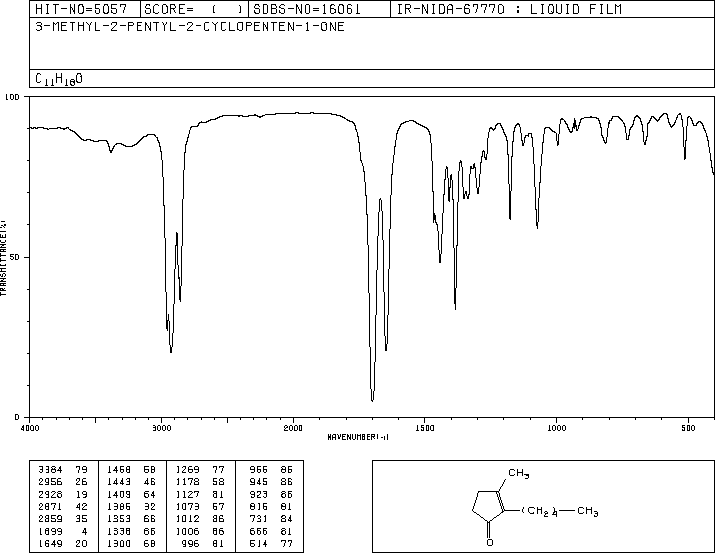 HIT-NO=5057 SCORE= ( ) SDBS-NO=16061 IR-NIDA-67770 : LIQUID FILM
3-METHYL-2-PENTYL-2-CYCLOPENTEN-1-ONE
C11H18O
100
50
0
TRANSMITTANCE(%)
4000 3000 2000 1500 1000 500
WAVENUMBER(-1)
3384 79 1468 58 1269 77 966 86
2956 26 1443 46 1178 58 945 86
2928 19 1409 64 1127 81 923 86
2871 42 1386 32 1073 57 816 81
2859 35 1353 66 1012 86 731 84
1699 4 1338 66 1006 86 666 81
1649 20 1300 68 996 81 514 77
CH3
(CH2)4 CH3
O